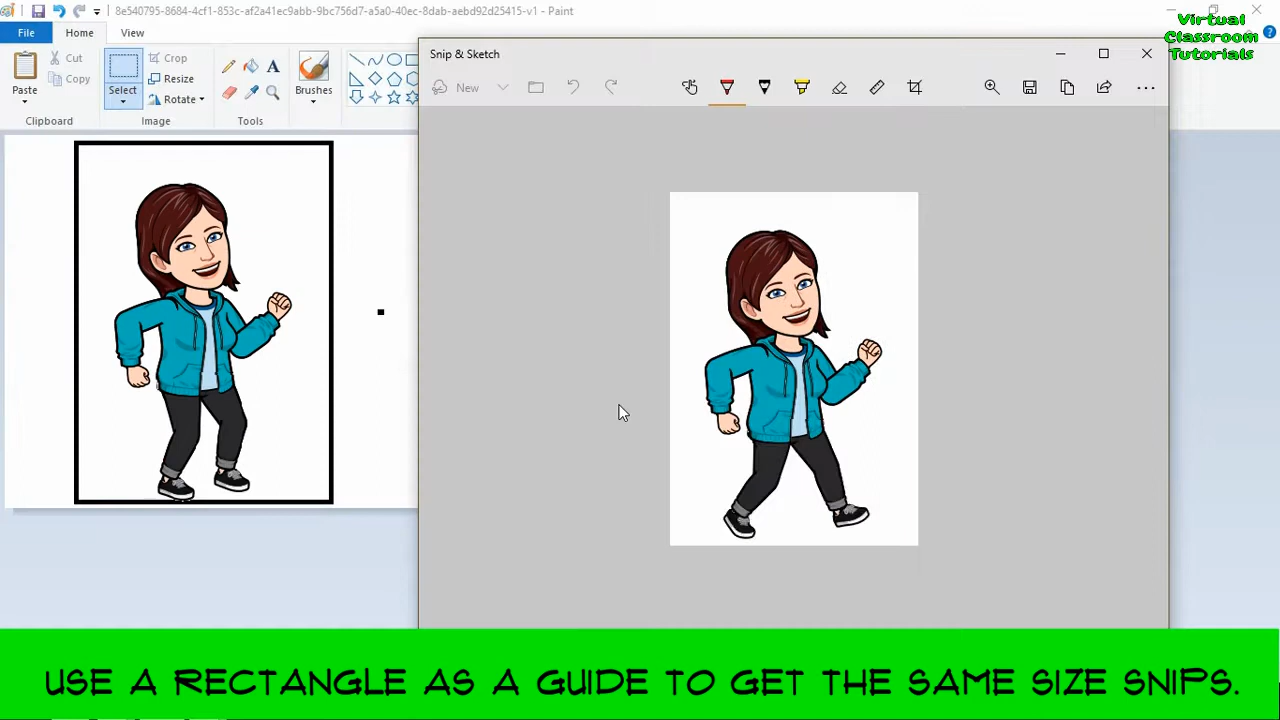 8e540795-8684-4cf1-853c-af2a41ec9abb-9bc756d7-a5a0-40ec-8dab-aebd92d25415-v1 - Paint
Virtual
Classroom
Tutorials
File
Home
View
Snip & Sketch
Cut
Crop
Copy
Resize
Paste
Select
Rotate
Brushes
New
Clipboard
Image
Tools
USE A RECTANGLE AS A GUIDE TO GET THE SAME SIZE SNIPS.